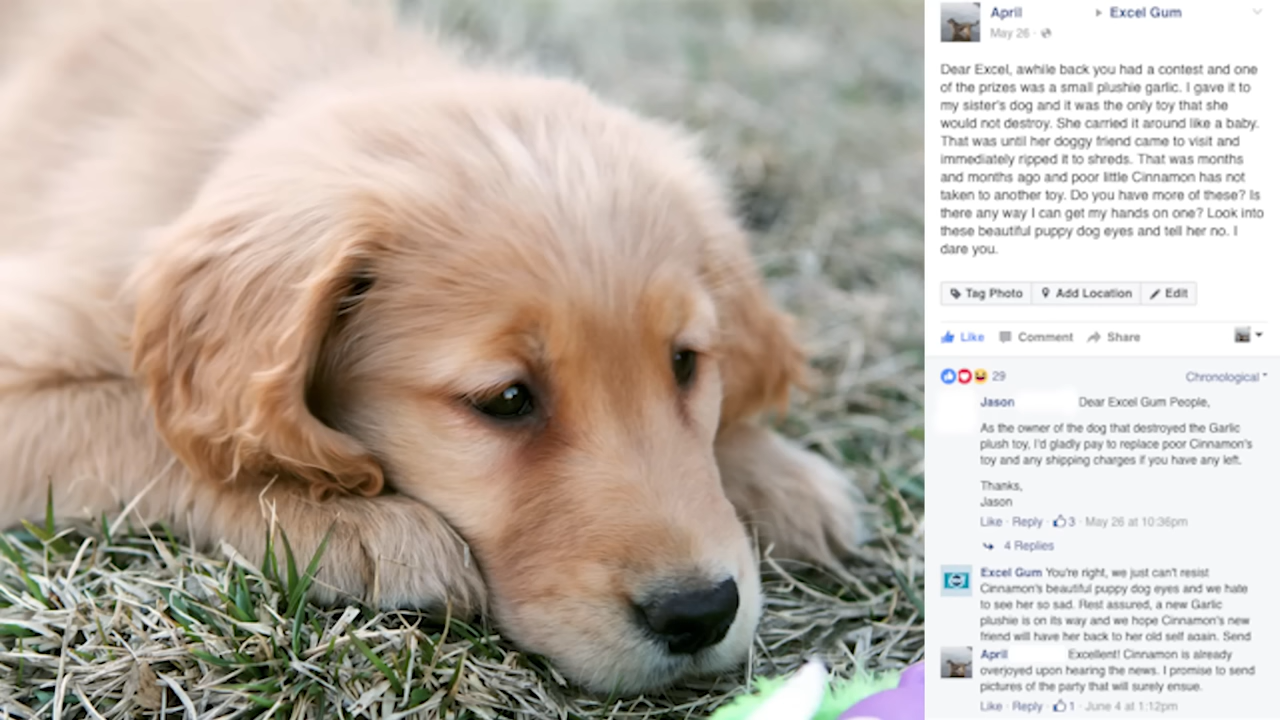 April ▸ Excel Gum
May 26 ·
Dear Excel, awhile back you had a contest and one
of the prizes was a small plushie garlic. I gave it to
my sister's dog and it was the only toy that she
would not destroy. She carried it around like a baby.
That was until her doggy friend came to visit and
immediately ripped it to shreds. That was months
and months ago and poor little Cinnamon has not
taken to another toy. Do you have more of these? Is
there any way I can get my hands on one? Look into
these beautiful puppy dog eyes and tell her no. I
dare you.
Tag Photo Add Location Edit
Like Comment Share
29 Chronological
Jason Dear Excel Gum People,
As the owner of the dog that destroyed the Garlic
plush toy, I'd gladly pay to replace poor Cinnamon's
toy and any shipping charges if you have any left.
Thanks,
Jason
Like · Reply · 3 · May 26 at 10:36pm
4 Replies
Excel Gum You're right, we just can't resist
Cinnamon's beautiful puppy dog eyes and we hate
to see her so sad. Rest assured, a new Garlic
plushie is on its way and we hope Cinnamon's new
friend will have her back to her old self again. Send
April Excellent! Cinnamon is already
overjoyed upon hearing the news. I promise to send
pictures of the party that will surely ensue.
Like · Reply · 1 · June 4 at 1:12pm